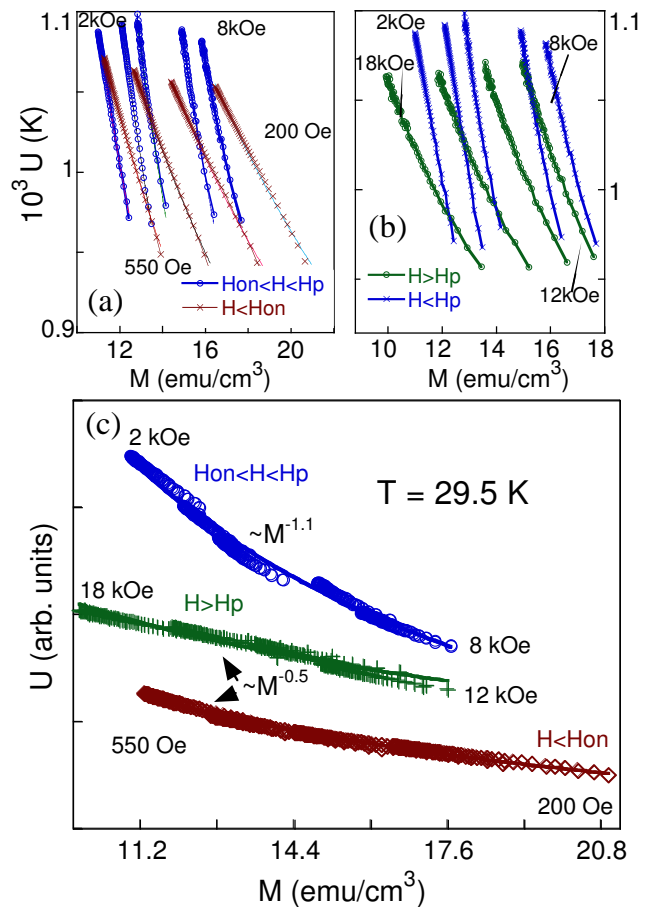 2kOe
8kOe
1.1
10³ U (K)
1
0.9
200 Oe
550 Oe
(a)
Hon<H<Hp
H<Hon
12 16 20
M (emu/cm³)
2kOe
18kOe
8kOe
1.1
1
(b)
H>Hp
H<Hp
12kOe
10 12 14 16 18
M (emu/cm³)
(c)
2 kOe
Hon<H<Hp
T = 29.5 K
~M⁻¹·¹
18 kOe
H>Hp
8 kOe
~M⁻⁰·⁵
12 kOe
550 Oe
H<Hon
200 Oe
U (arb. units)
11.2 14.4 17.6 20.8
M (emu/cm³)